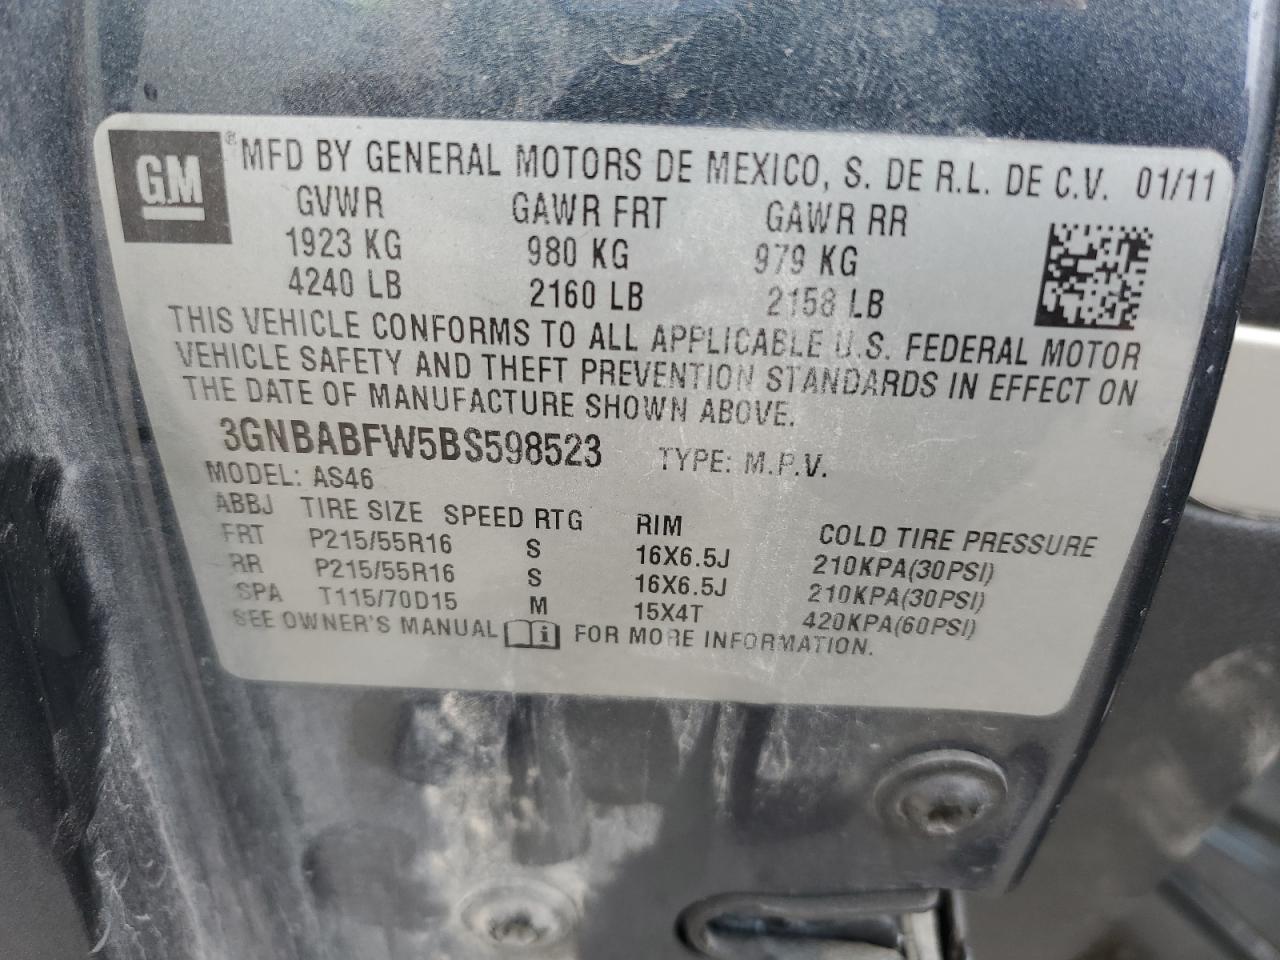 GM ® MFD BY GENERAL MOTORS DE MEXICO, S. DE R.L. DE C.V. 01/11
GVWR GAWR FRT GAWR RR
1923 KG 980 KG 979 KG
4240 LB 2160 LB 2158 LB
THIS VEHICLE CONFORMS TO ALL APPLICABLE U.S. FEDERAL MOTOR
VEHICLE SAFETY AND THEFT PREVENTION STANDARDS IN EFFECT ON
THE DATE OF MANUFACTURE SHOWN ABOVE.
3GNBABFW5BS598523 TYPE: M.P.V.
MODEL: AS46
ABBJ TIRE SIZE SPEED RTG RIM COLD TIRE PRESSURE
FRT P215/55R16 S 16X6.5J 210KPA(30PSI)
RR P215/55R16 S 16X6.5J 210KPA(30PSI)
SPA T115/70D15 M 15X4T 420KPA(60PSI)
SEE OWNER'S MANUAL i FOR MORE INFORMATION.